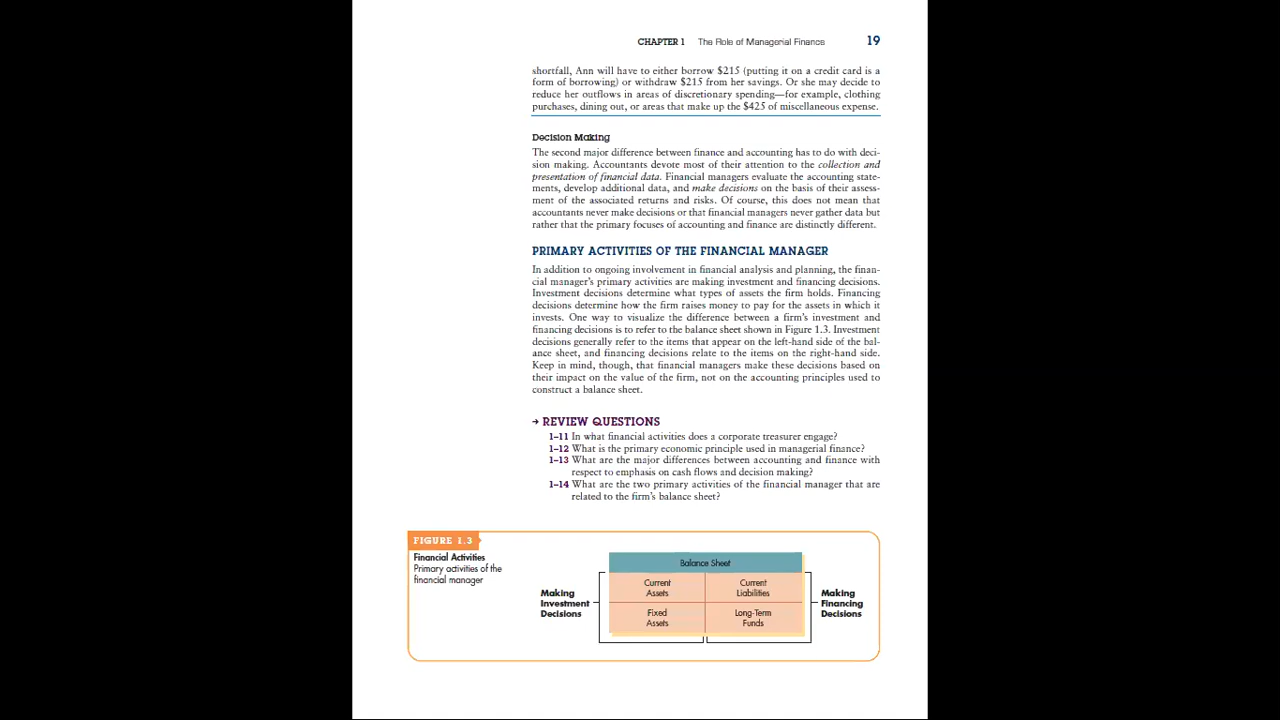 CHAPTER 1 The Role of Managerial Finance 19
shortfall, Ann will have to either borrow $215 (putting it on a credit card is a
form of borrowing) or withdraw $215 from her savings. Or she may decide to
reduce her outflows in areas of discretionary spending—for example, clothing
purchases, dining out, or areas that make up the $425 of miscellaneous expense.
Decision Making
The second major difference between finance and accounting has to do with deci-
sion making. Accountants devote most of their attention to the collection and
presentation of financial data. Financial managers evaluate the accounting state-
ments, develop additional data, and make decisions on the basis of their assess-
ment of the associated returns and risks. Of course, this does not mean that
accountants never make decisions or that financial managers never gather data but
rather that the primary focuses of accounting and finance are distinctly different.
PRIMARY ACTIVITIES OF THE FINANCIAL MANAGER
In addition to ongoing involvement in financial analysis and planning, the finan-
cial manager's primary activities are making investment and financing decisions.
Investment decisions determine what types of assets the firm holds. Financing
decisions determine how the firm raises money to pay for the assets in which it
invests. One way to visualize the difference between a firm's investment and
financing decisions is to refer to the balance sheet shown in Figure 1.3. Investment
decisions generally refer to the items that appear on the left-hand side of the bal-
ance sheet, and financing decisions relate to the items on the right-hand side.
Keep in mind, though, that financial managers make these decisions based on
their impact on the value of the firm, not on the accounting principles used to
construct a balance sheet.
→ REVIEW QUESTIONS
1–11 In what financial activities does a corporate treasurer engage?
1–12 What is the primary economic principle used in managerial finance?
1–13 What are the major differences between accounting and finance with
respect to emphasis on cash flows and decision making?
1–14 What are the two primary activities of the financial manager that are
related to the firm's balance sheet?
FIGURE 1.3
Financial Activities
Primary activities of the
financial manager
Balance Sheet
Making
Investment
Decisions
Current
Assets
Current
Liabilities
Fixed
Assets
Long-Term
Funds
Making
Financing
Decisions